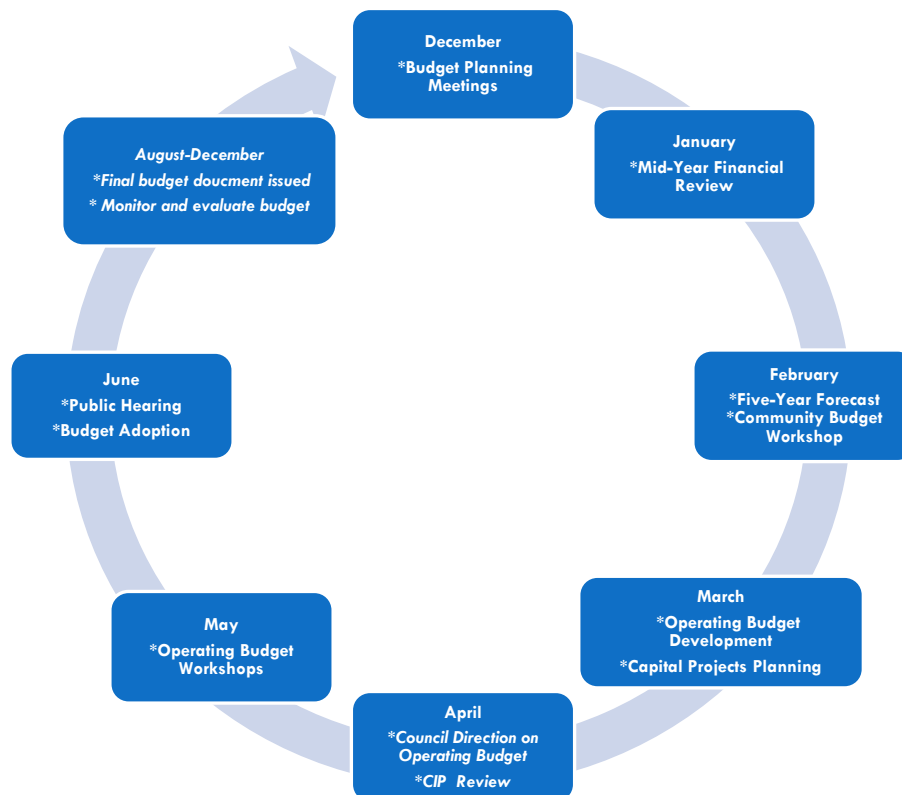 December
*Budget Planning
Meetings
January
*Mid-Year Financial
Review
February
*Five-Year Forecast
*Community Budget
Workshop
March
*Operating Budget
Development
*Capital Projects Planning
April
*Council Direction on
Operating Budget
*CIP Review
May
*Operating Budget
Workshops
June
*Public Hearing
*Budget Adoption
August-December
*Final budget doucment issued
* Monitor and evaluate budget